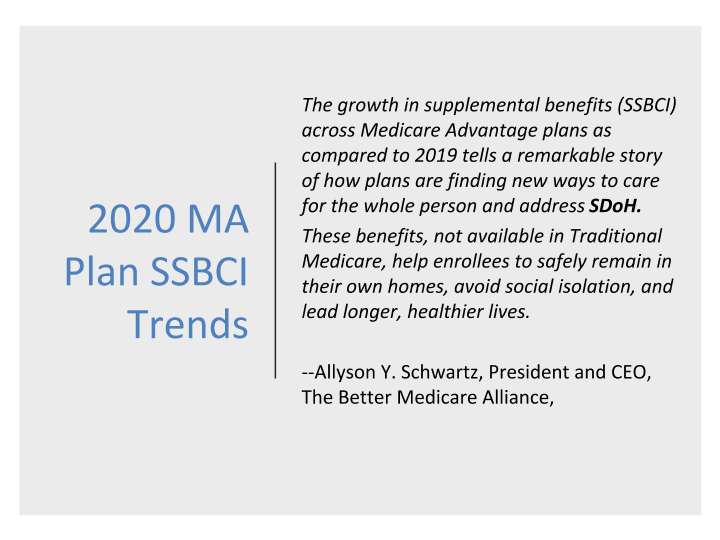 2020 MA
Plan SSBCI
Trends
The growth in supplemental benefits (SSBCI)
across Medicare Advantage plans as
compared to 2019 tells a remarkable story
of how plans are finding new ways to care
for the whole person and address SDoH.
These benefits, not available in Traditional
Medicare, help enrollees to safely remain in
their own homes, avoid social isolation, and
lead longer, healthier lives.
--Allyson Y. Schwartz, President and CEO,
The Better Medicare Alliance,